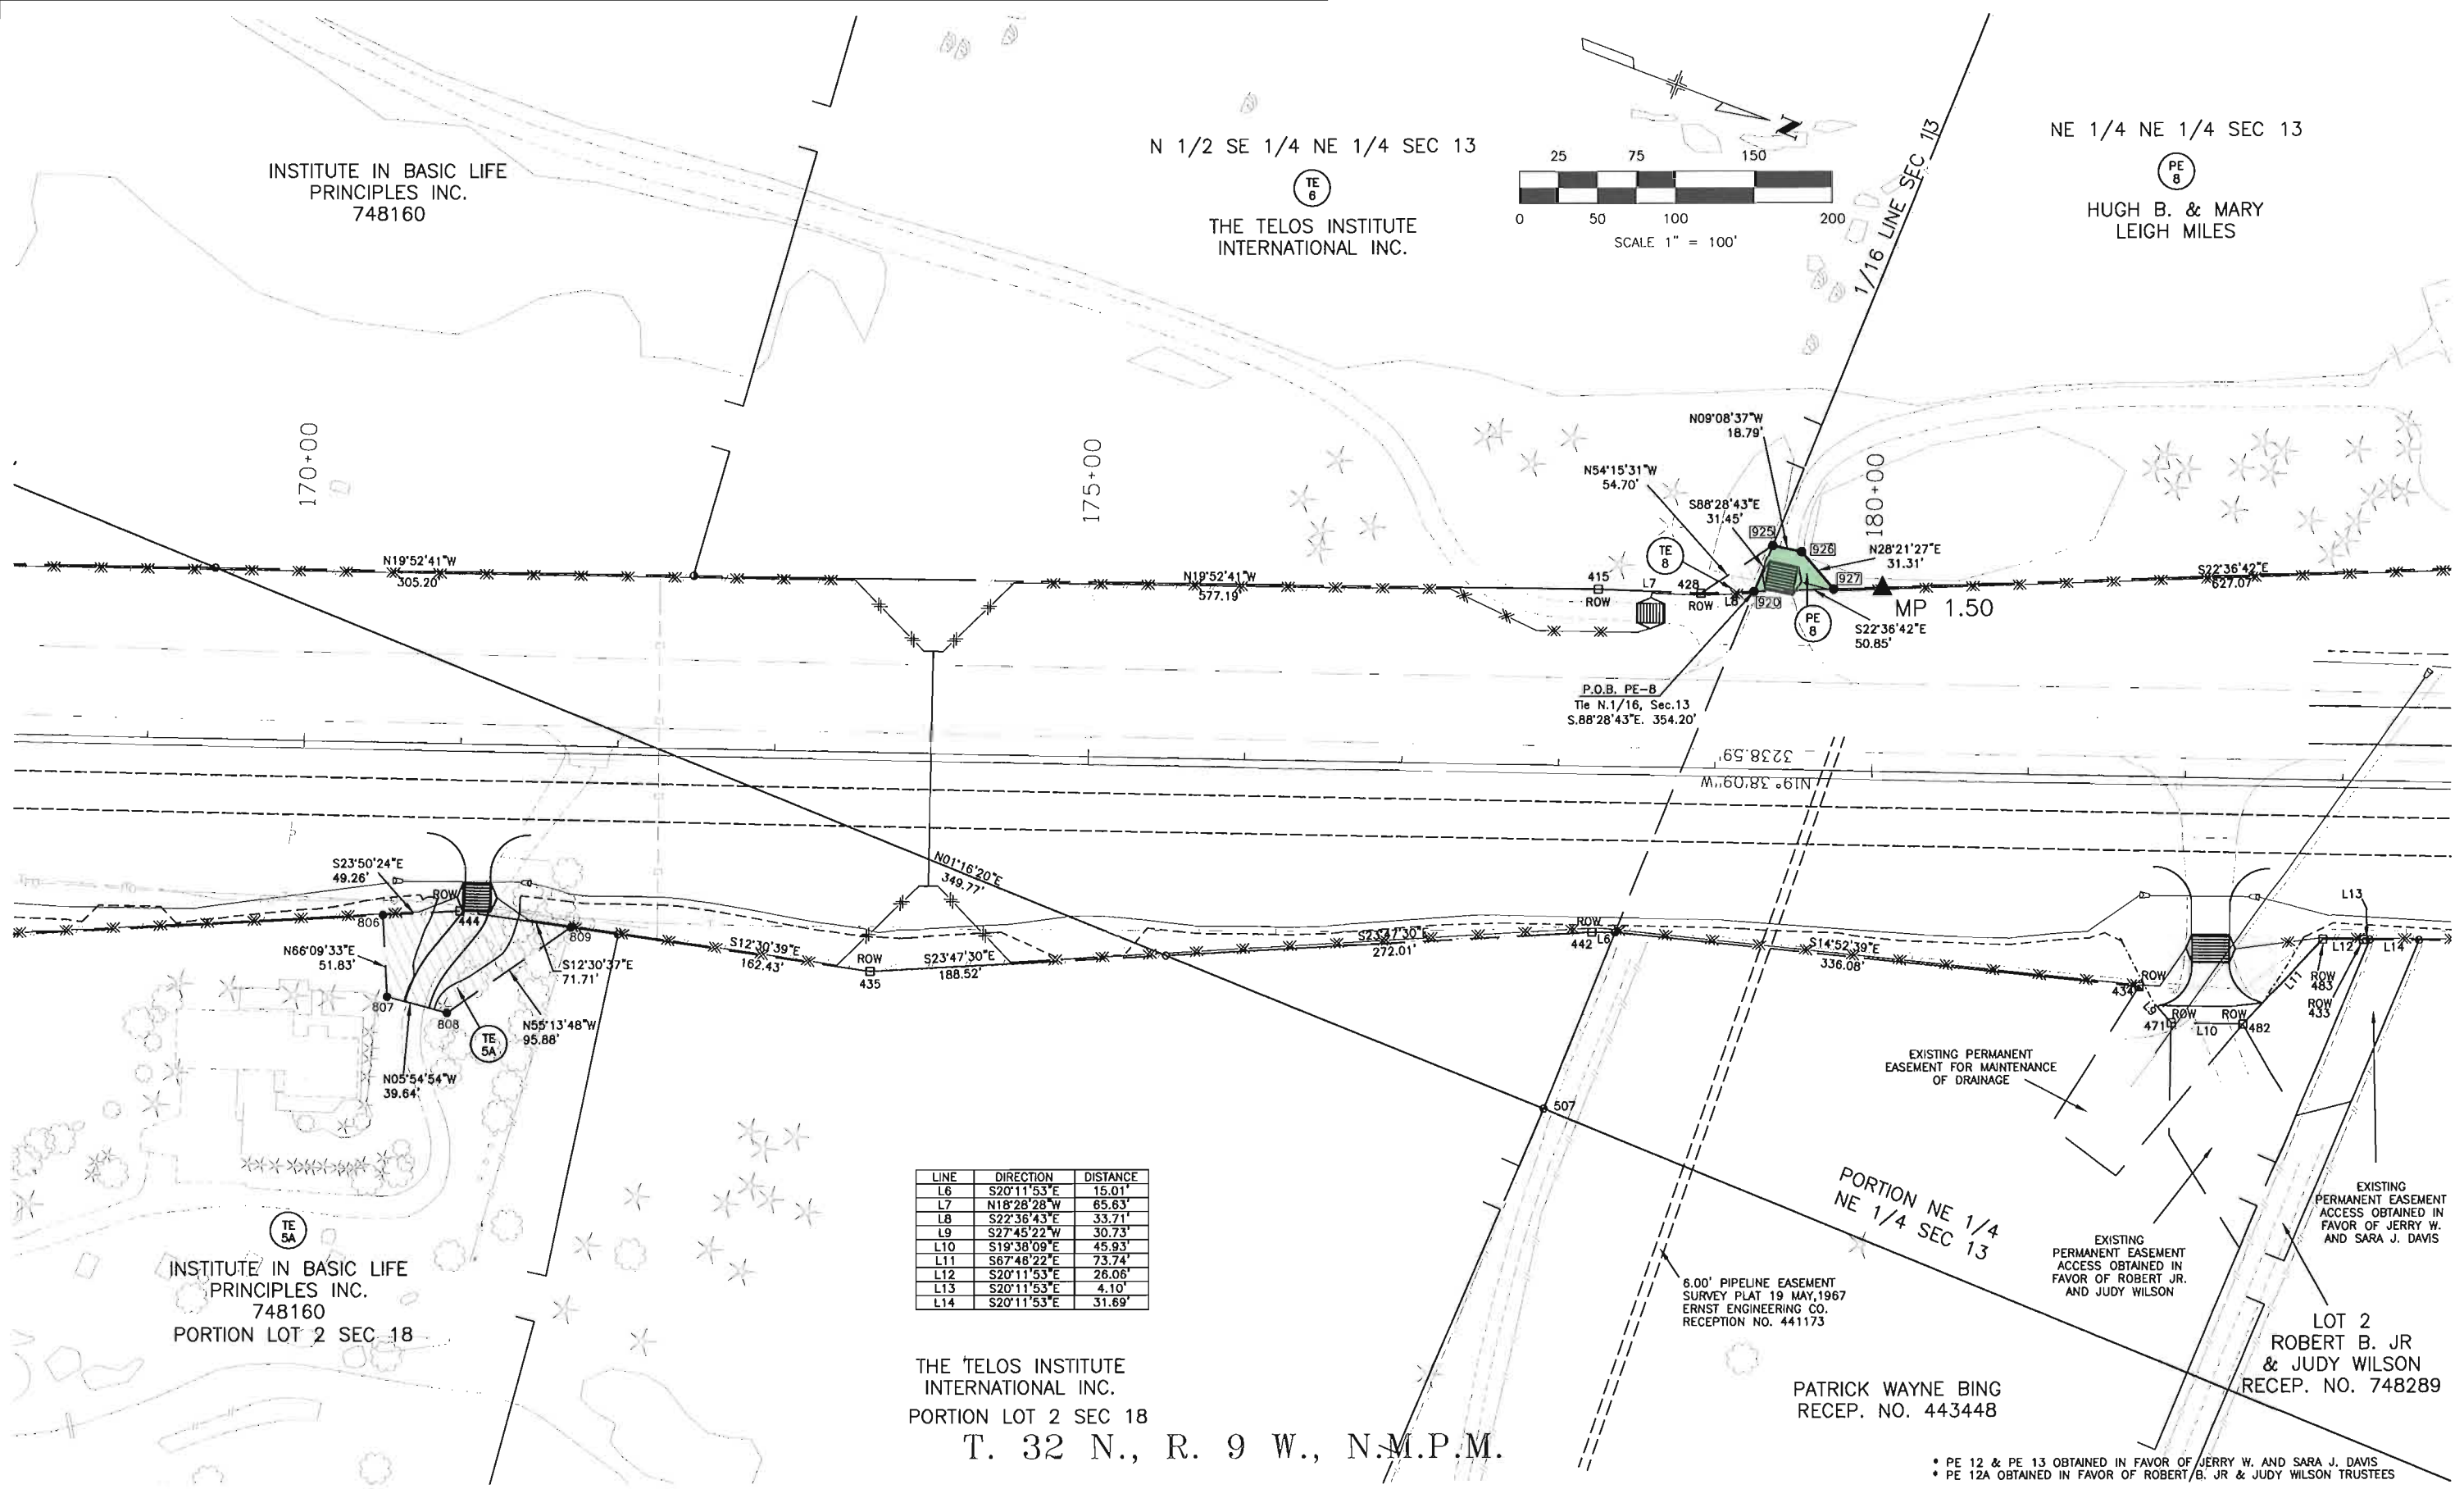 INSTITUTE IN BASIC LIFE
PRINCIPLES INC.
748160
N 1/2 SE 1/4 NE 1/4 SEC 13
TE
6
THE TELOS INSTITUTE
INTERNATIONAL INC.
N
25 75 150
0 50 100 200
SCALE 1" = 100'
1/16 LINE SEC 13
NE 1/4 NE 1/4 SEC 13
PE
8
HUGH B. & MARY
LEIGH MILES
170+00
175+00
180+00
N19°52'41"W
305.20'
N19°52'41"W
577.19'
N09°08'37"W
18.79'
N54°15'31"W
54.70'
S88°28'43"E
31.45'
925
926
N28°21'27"E
31.31'
TE
8
927
415
ROW
L7
428
ROW
L8
920
MP 1.50
PE
8
S22°36'42"E
50.85'
S22°36'42"E
627.07'
P.O.B. PE-8
Tie N.1/16, Sec.13
S.88°28'43"E. 354.20'
3238.59'
N19° 38'09"W
S23°50'24"E
49.26'
ROW
444
806
809
N66°09'33"E
51.83'
S12°30'37"E
71.71'
807
808
TE
5A
N55°13'48"W
95.88'
N05°54'54"W
39.64'
S12°30'39"E
162.43'
ROW
435
S23°47'30"E
188.52'
N01°16'20"E
349.77'
S23°47'30"E
272.01'
ROW
442
L6
S14°52'39"E
336.08'
507
434
ROW
L9
471
ROW
L10
ROW
482
L11
L12
L13
L14
ROW
483
ROW
433
EXISTING PERMANENT
EASEMENT FOR MAINTENANCE
OF DRAINAGE
TE
5A
INSTITUTE IN BASIC LIFE
PRINCIPLES INC.
748160
PORTION LOT 2 SEC 18
LINE DIRECTION DISTANCE
L6 S20°11'53"E 15.01'
L7 N18°28'28"W 65.63'
L8 S22°36'43"E 33.71'
L9 S27°45'22"W 30.73'
L10 S19°38'09"E 45.93'
L11 S67°48'22"E 73.74'
L12 S20°11'53"E 26.06'
L13 S20°11'53"E 4.10'
L14 S20°11'53"E 31.69'
THE TELOS INSTITUTE
INTERNATIONAL INC.
PORTION LOT 2 SEC 18
T. 32 N., R. 9 W., N.M.P.M.
6.00' PIPELINE EASEMENT
SURVEY PLAT 19 MAY,1967
ERNST ENGINEERING CO.
RECEPTION NO. 441173
PORTION NE 1/4
NE 1/4 SEC 13
EXISTING
PERMANENT EASEMENT
ACCESS OBTAINED IN
FAVOR OF ROBERT JR.
AND JUDY WILSON
EXISTING
PERMANENT EASEMENT
ACCESS OBTAINED IN
FAVOR OF JERRY W.
AND SARA J. DAVIS
LOT 2
ROBERT B. JR
& JUDY WILSON
RECEP. NO. 748289
PATRICK WAYNE BING
RECEP. NO. 443448
* PE 12 & PE 13 OBTAINED IN FAVOR OF JERRY W. AND SARA J. DAVIS
* PE 12A OBTAINED IN FAVOR OF ROBERT B. JR & JUDY WILSON TRUSTEES